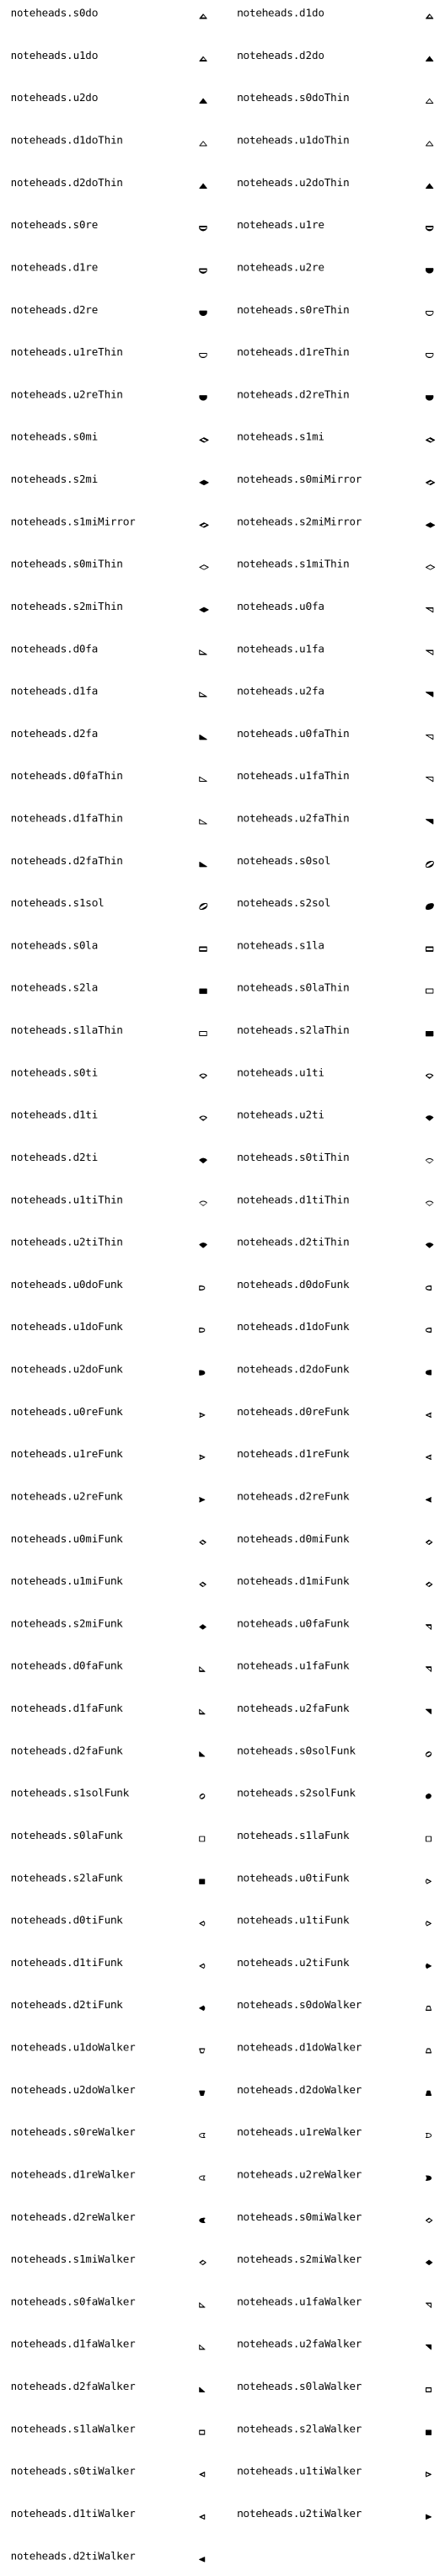 noteheads.s0do noteheads.d1do
noteheads.u1do noteheads.d2do
noteheads.u2do noteheads.s0doThin
noteheads.d1doThin noteheads.u1doThin
noteheads.d2doThin noteheads.u2doThin
noteheads.s0re noteheads.u1re
noteheads.d1re noteheads.u2re
noteheads.d2re noteheads.s0reThin
noteheads.u1reThin noteheads.d1reThin
noteheads.u2reThin noteheads.d2reThin
noteheads.s0mi noteheads.s1mi
noteheads.s2mi noteheads.s0miMirror
noteheads.s1miMirror noteheads.s2miMirror
noteheads.s0miThin noteheads.s1miThin
noteheads.s2miThin noteheads.u0fa
noteheads.d0fa noteheads.u1fa
noteheads.d1fa noteheads.u2fa
noteheads.d2fa noteheads.u0faThin
noteheads.d0faThin noteheads.u1faThin
noteheads.d1faThin noteheads.u2faThin
noteheads.d2faThin noteheads.s0sol
noteheads.s1sol noteheads.s2sol
noteheads.s0la noteheads.s1la
noteheads.s2la noteheads.s0laThin
noteheads.s1laThin noteheads.s2laThin
noteheads.s0ti noteheads.u1ti
noteheads.d1ti noteheads.u2ti
noteheads.d2ti noteheads.s0tiThin
noteheads.u1tiThin noteheads.d1tiThin
noteheads.u2tiThin noteheads.d2tiThin
noteheads.u0doFunk noteheads.d0doFunk
noteheads.u1doFunk noteheads.d1doFunk
noteheads.u2doFunk noteheads.d2doFunk
noteheads.u0reFunk noteheads.d0reFunk
noteheads.u1reFunk noteheads.d1reFunk
noteheads.u2reFunk noteheads.d2reFunk
noteheads.u0miFunk noteheads.d0miFunk
noteheads.u1miFunk noteheads.d1miFunk
noteheads.s2miFunk noteheads.u0faFunk
noteheads.d0faFunk noteheads.u1faFunk
noteheads.d1faFunk noteheads.u2faFunk
noteheads.d2faFunk noteheads.s0solFunk
noteheads.s1solFunk noteheads.s2solFunk
noteheads.s0laFunk noteheads.s1laFunk
noteheads.s2laFunk noteheads.u0tiFunk
noteheads.d0tiFunk noteheads.u1tiFunk
noteheads.d1tiFunk noteheads.u2tiFunk
noteheads.d2tiFunk noteheads.s0doWalker
noteheads.u1doWalker noteheads.d1doWalker
noteheads.u2doWalker noteheads.d2doWalker
noteheads.s0reWalker noteheads.u1reWalker
noteheads.d1reWalker noteheads.u2reWalker
noteheads.d2reWalker noteheads.s0miWalker
noteheads.s1miWalker noteheads.s2miWalker
noteheads.s0faWalker noteheads.u1faWalker
noteheads.d1faWalker noteheads.u2faWalker
noteheads.d2faWalker noteheads.s0laWalker
noteheads.s1laWalker noteheads.s2laWalker
noteheads.s0tiWalker noteheads.u1tiWalker
noteheads.d1tiWalker noteheads.u2tiWalker
noteheads.d2tiWalker